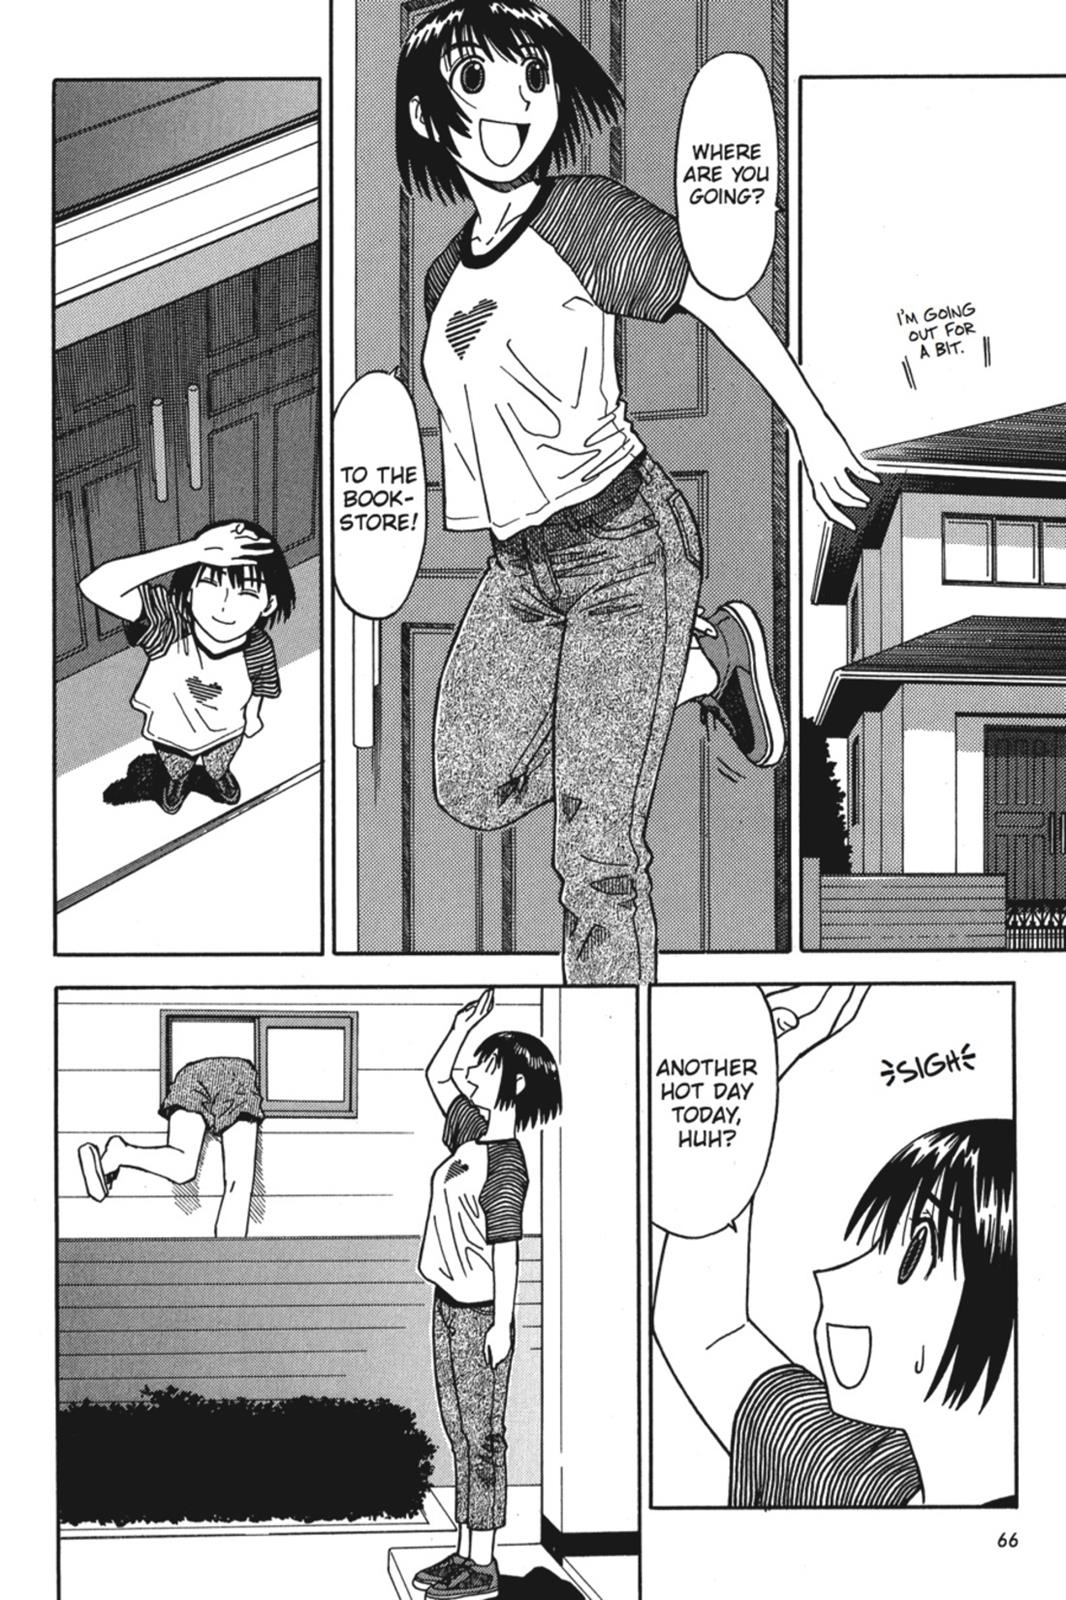 I'M GOING
OUT FOR
A BIT.
WHERE
ARE YOU
GOING?
TO THE
BOOK-
STORE!
SIGH
ANOTHER
HOT DAY
TODAY,
HUH?
66